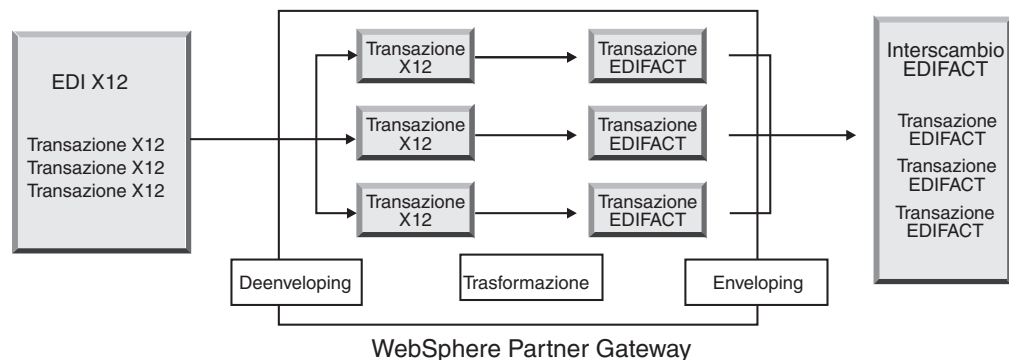 EDI X12
Transazione X12
Transazione X12
Transazione X12
Transazione
X12
Transazione
EDIFACT
Transazione
X12
Transazione
EDIFACT
Transazione
X12
Transazione
EDIFACT
Deenveloping
Trasformazione
Enveloping
Interscambio
EDIFACT
Transazione
EDIFACT
Transazione
EDIFACT
Transazione
EDIFACT
WebSphere Partner Gateway